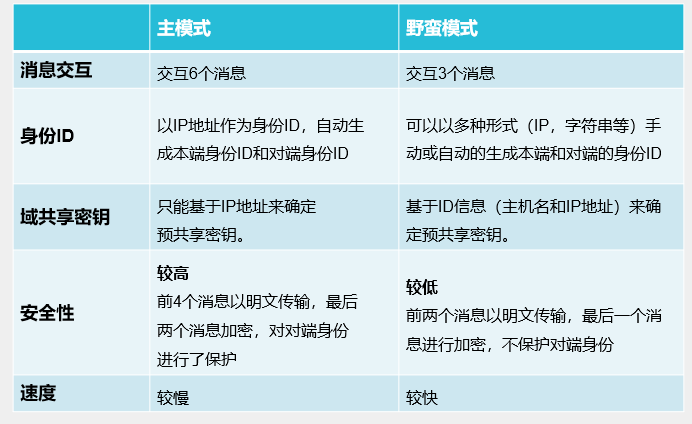 主模式
野蛮模式
消息交互
交互6个消息
交互3个消息
身份ID
以IP地址作为身份ID，自动生
成本端身份ID和对端身份ID
可以以多种形式（IP，字符串等）手
动或自动的生成本端和对端的身份ID
域共享密钥
只能基于IP地址来确定
预共享密钥。
基于ID信息（主机名和IP地址）来确
定预共享密钥。
安全性
较高
前4个消息以明文传输，最后
两个消息加密，对对端身份
进行了保护
较低
前两个消息以明文传输，最后一个消
息进行加密，不保护对端身份
速度
较慢
较快